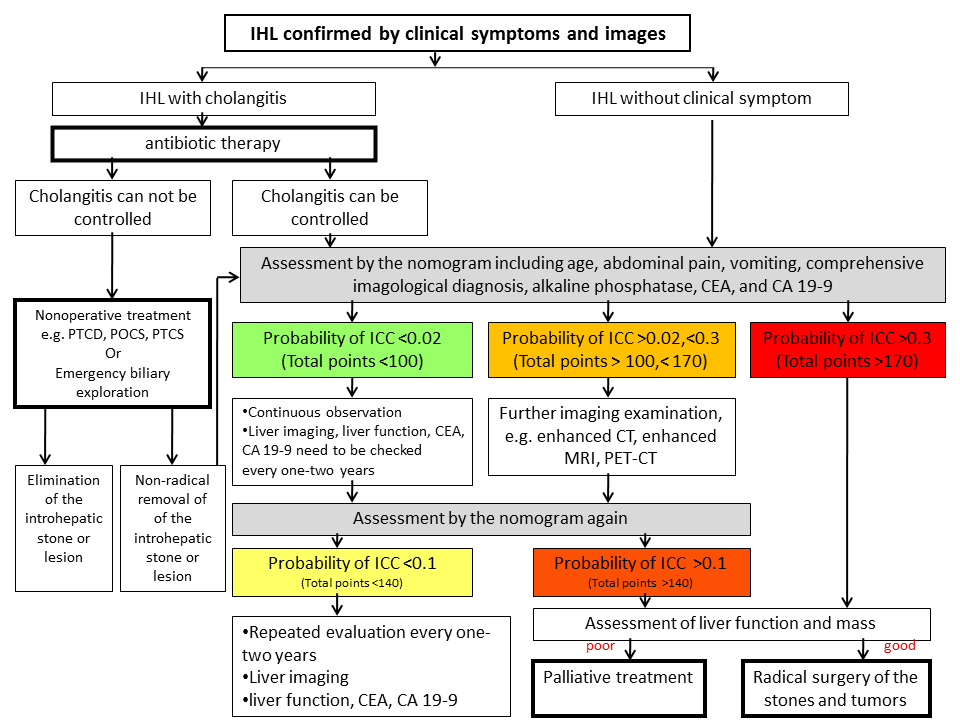 IHL confirmed by clinical symptoms and images
IHL with cholangitis
IHL without clinical symptom
antibiotic therapy
Cholangitis can not be
controlled
Cholangitis can be
controlled
Assessment by the nomogram including age, abdominal pain, vomiting, comprehensive
imagological diagnosis, alkaline phosphatase, CEA, and CA 19-9
Nonoperative treatment
e.g. PTCD, POCS, PTCS
Or
Emergency biliary
exploration
Probability of ICC <0.02
(Total points <100)
Probability of ICC >0.02,<0.3
(Total points > 100,< 170)
Probability of ICC >0.3
(Total points >170)
•Continuous observation
•Liver imaging, liver function, CEA,
CA 19-9 need to be checked
every one-two years
Further imaging examination,
e.g. enhanced CT, enhanced
MRI, PET-CT
Elimination
of the
introhepatic
stone or
lesion
Non-radical
removal of
of the
introhepatic
stone or
lesion
Assessment by the nomogram again
Probability of ICC <0.1
(Total points <140)
Probability of ICC >0.1
(Total points >140)
•Repeated evaluation every one-
two years
•Liver imaging
•liver function, CEA, CA 19-9
Assessment of liver function and mass
poor
good
Palliative treatment
Radical surgery of the
stones and tumors